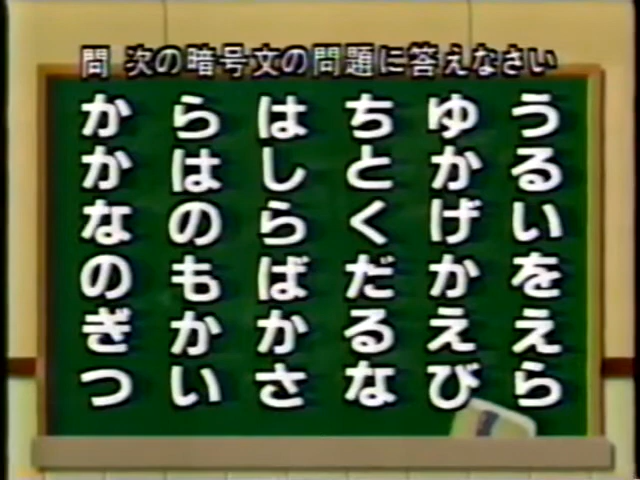 問 次の暗号文の問題に答えなさい
うるいをえら
ゆかげかえび
ちとくだるな
はしらばかさ
らはのもかい
かかなのぎつ